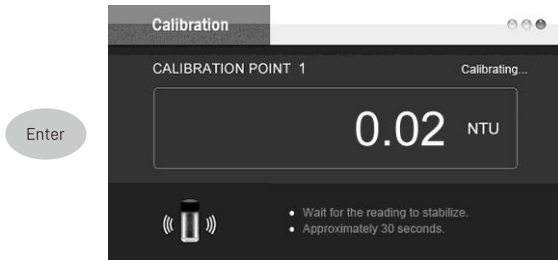 Calibration
CALIBRATION POINT 1
Calibrating...
Enter
0.02 NTU
• Wait for the reading to stabilize.
• Approximately 30 seconds.